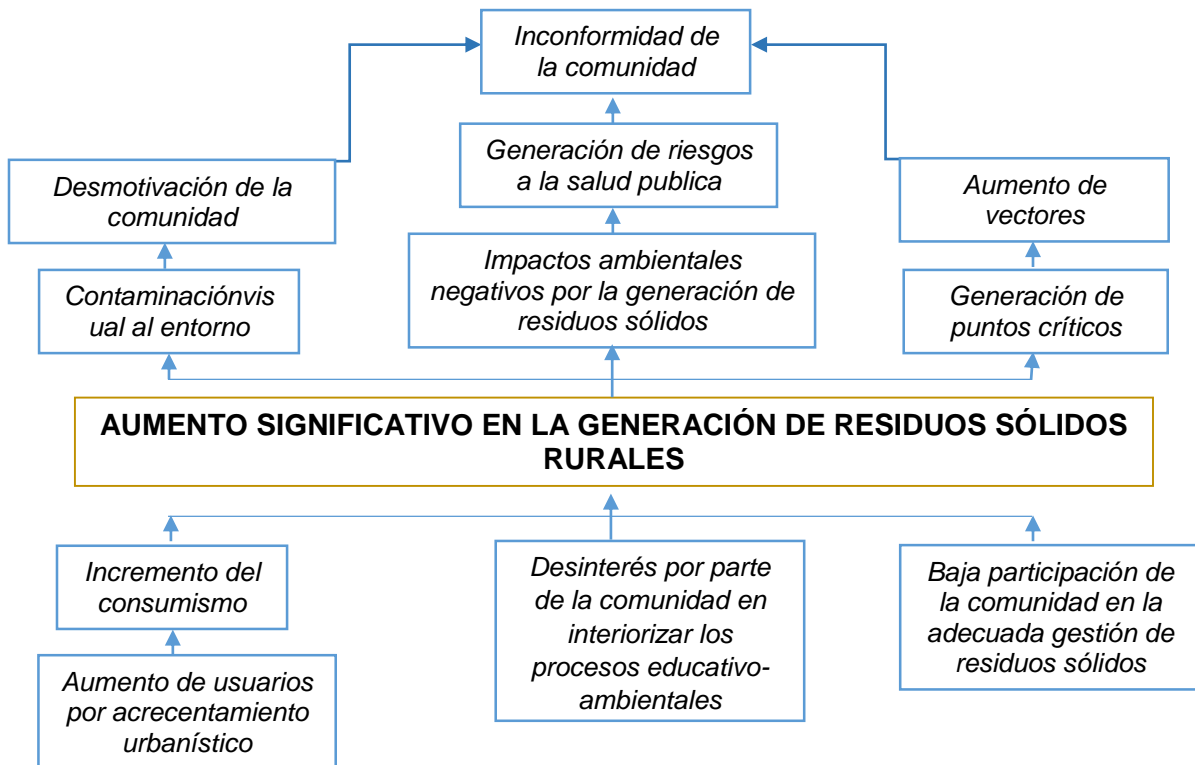 Inconformidad de
la comunidad
Generación de riesgos
a la salud publica
Desmotivación de la
comunidad
Aumento de
vectores
Impactos ambientales
negativos por la generación de
residuos sólidos
Contaminaciónvis
ual al entorno
Generación de
puntos críticos
AUMENTO SIGNIFICATIVO EN LA GENERACIÓN DE RESIDUOS SÓLIDOS
RURALES
Incremento del
consumismo
Desinterés por parte
de la comunidad en
interiorizar los
procesos educativo-
ambientales
Baja participación de
la comunidad en la
adecuada gestión de
residuos sólidos
Aumento de usuarios
por acrecentamiento
urbanístico